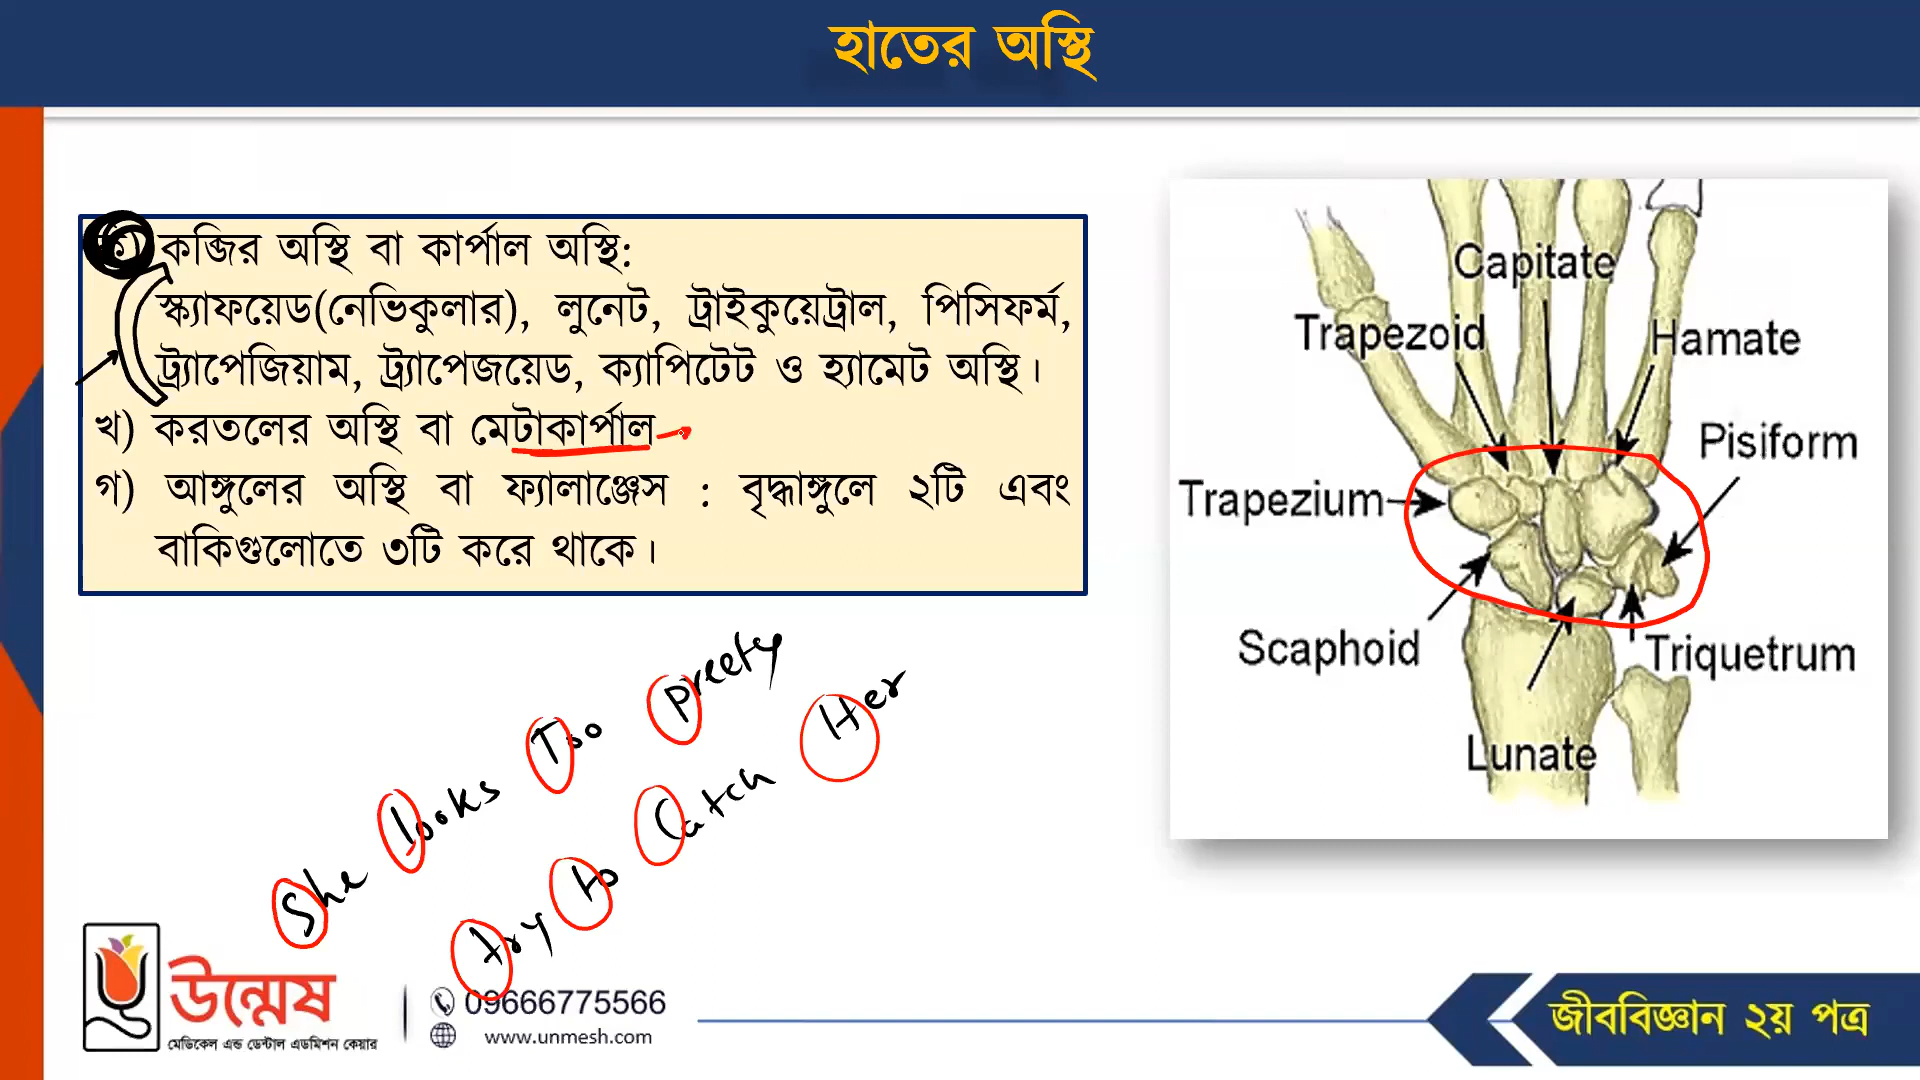 হাতের অস্থি
ক) কব্জির অস্থি বা কার্পাল অস্থি:
স্ক্যাফয়েড(নেভিকুলার), লুনেট, ট্রাইকুয়েট্রাল, পিসিফর্ম,
ট্র্যাপেজিয়াম, ট্র্যাপেজয়েড, ক্যাপিটেট ও হ্যামেট অস্থি।
খ) করতলের অস্থি বা মেটাকার্পাল
গ) আঙ্গুলের অস্থি বা ফ্যালাঞ্জেস : বৃদ্ধাঙ্গুলে ২টি এবং
বাকিগুলোতে ৩টি করে থাকে।
She looks Too Preety
try to Catch Her
Capitate
Trapezoid
Hamate
Pisiform
Trapezium
Scaphoid
Triquetrum
Lunate
উন্মেষ
মেডিকেল এন্ড ডেন্টাল এডমিশন কেয়ার
09666775566
www.unmesh.com
জীববিজ্ঞান ২য় পত্র